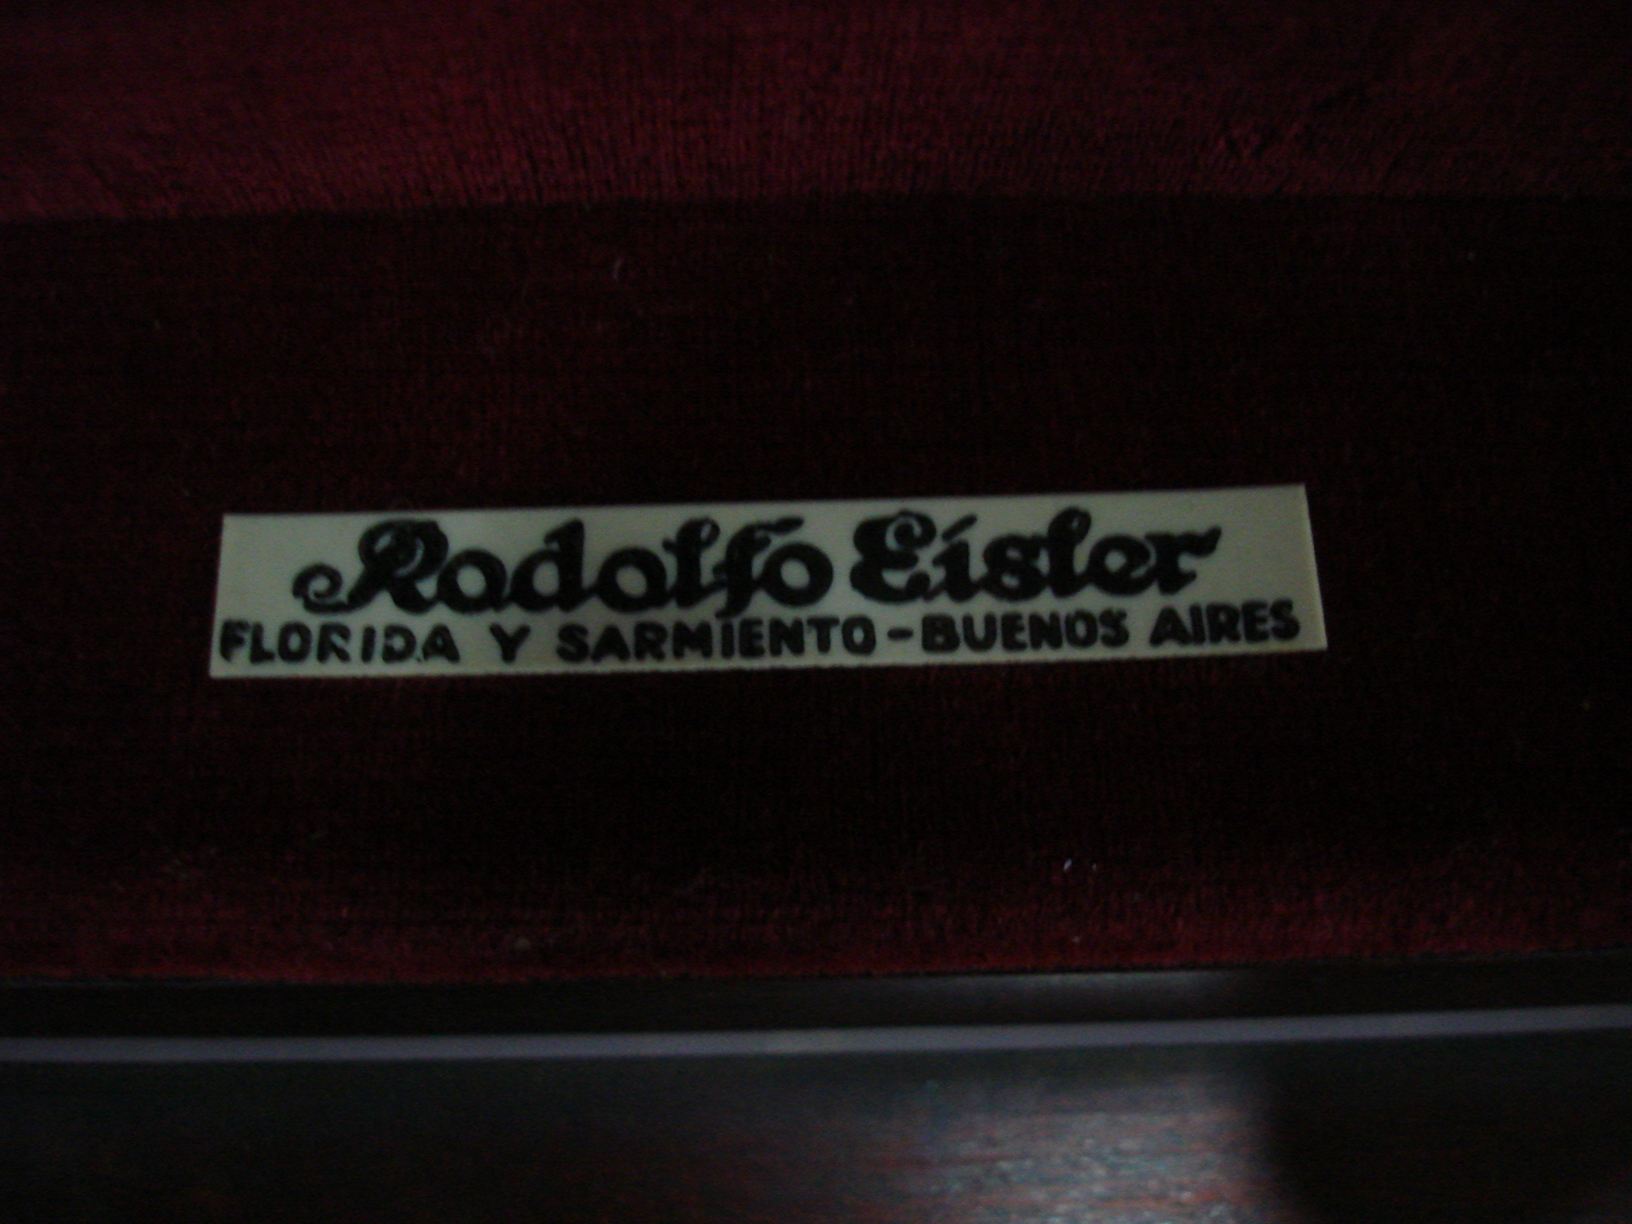 Rodolfo Eisler
FLORIDA Y SARMIENTO-BUENOS AIRES